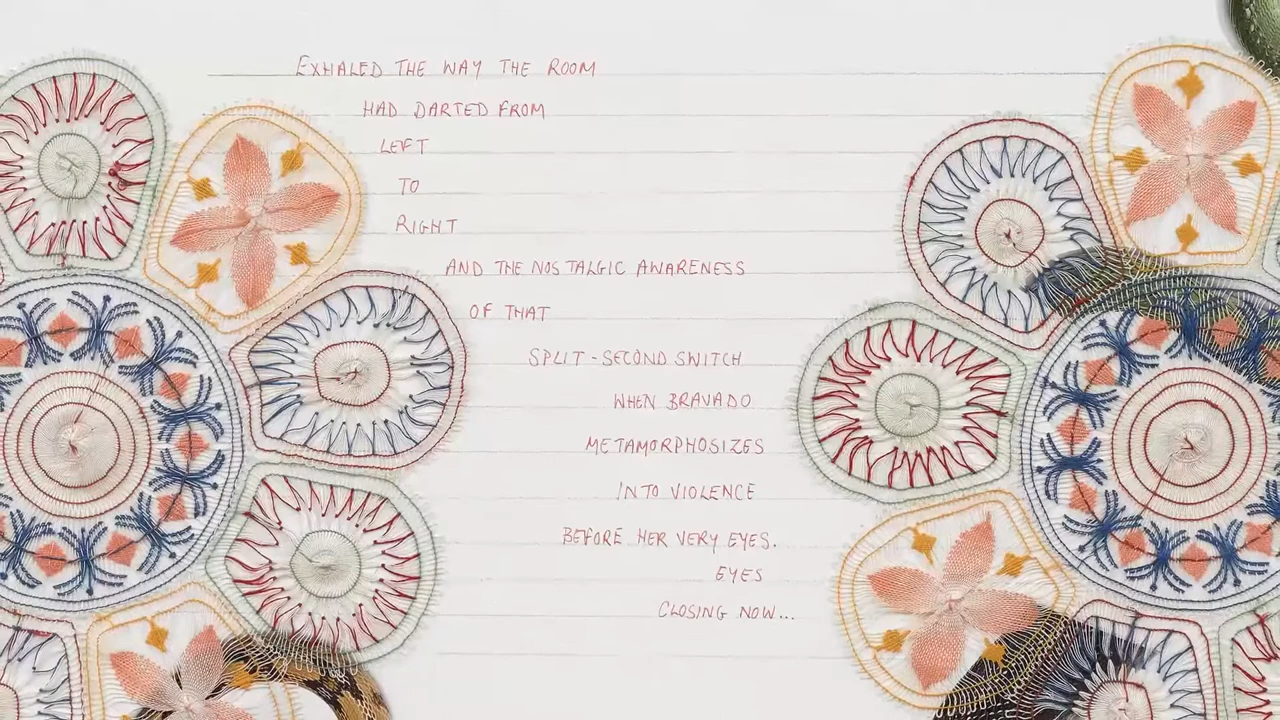 EXHALED THE WAY THE ROOM
HAD DARTED FROM
LEFT
TO
RIGHT
AND THE NOSTALGIC AWARENESS
OF THAT
SPLIT-SECOND SWITCH
WHEN BRAVADO
METAMORPHOSIZES
INTO VIOLENCE
BEFORE HER VERY EYES.
EYES
CLOSING NOW...